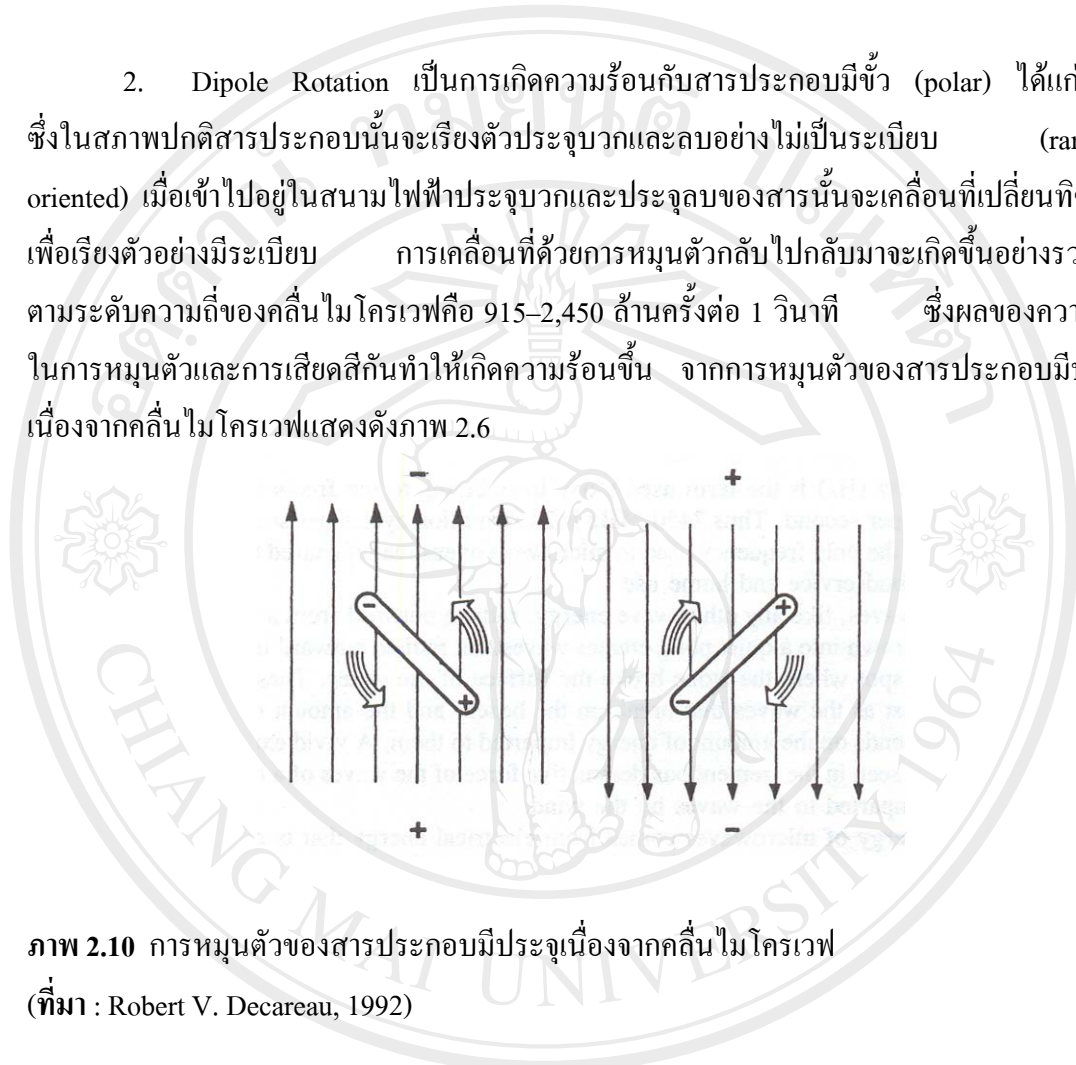 2. Dipole Rotation เป็นการเกิดความร้อนกับสารประกอบมีขั้ว (polar) ได้แก่
ซึ่งในสภาพปกติสารประกอบนั้นจะเรียงตัวประจุบวกและลบอย่างไม่เป็นระเบียบ (ran
oriented) เมื่อเข้าไปอยู่ในสนามไฟฟ้าประจุบวกและประจุลบของสารนั้นจะเคลื่อนที่เปลี่ยนทิศ
เพื่อเรียงตัวอย่างมีระเบียบ การเคลื่อนที่ด้วยการหมุนตัวกลับไปกลับมาจะเกิดขึ้นอย่างรว
ตามระดับความถี่ของคลื่นไมโครเวฟคือ 915–2,450 ล้านครั้งต่อ 1 วินาที ซึ่งผลของควา
ในการหมุนตัวและการเสียดสีกันทำให้เกิดความร้อนขึ้น จากการหมุนตัวของสารประกอบมีป
เนื่องจากคลื่นไมโครเวฟแสดงดังภาพ 2.6
- +
- +
+ -
+ -
ภาพ 2.10 การหมุนตัวของสารประกอบมีประจุเนื่องจากคลื่นไมโครเวฟ
(ที่มา : Robert V. Decareau, 1992)
CHIANG MAI UNIVERSITY 1964